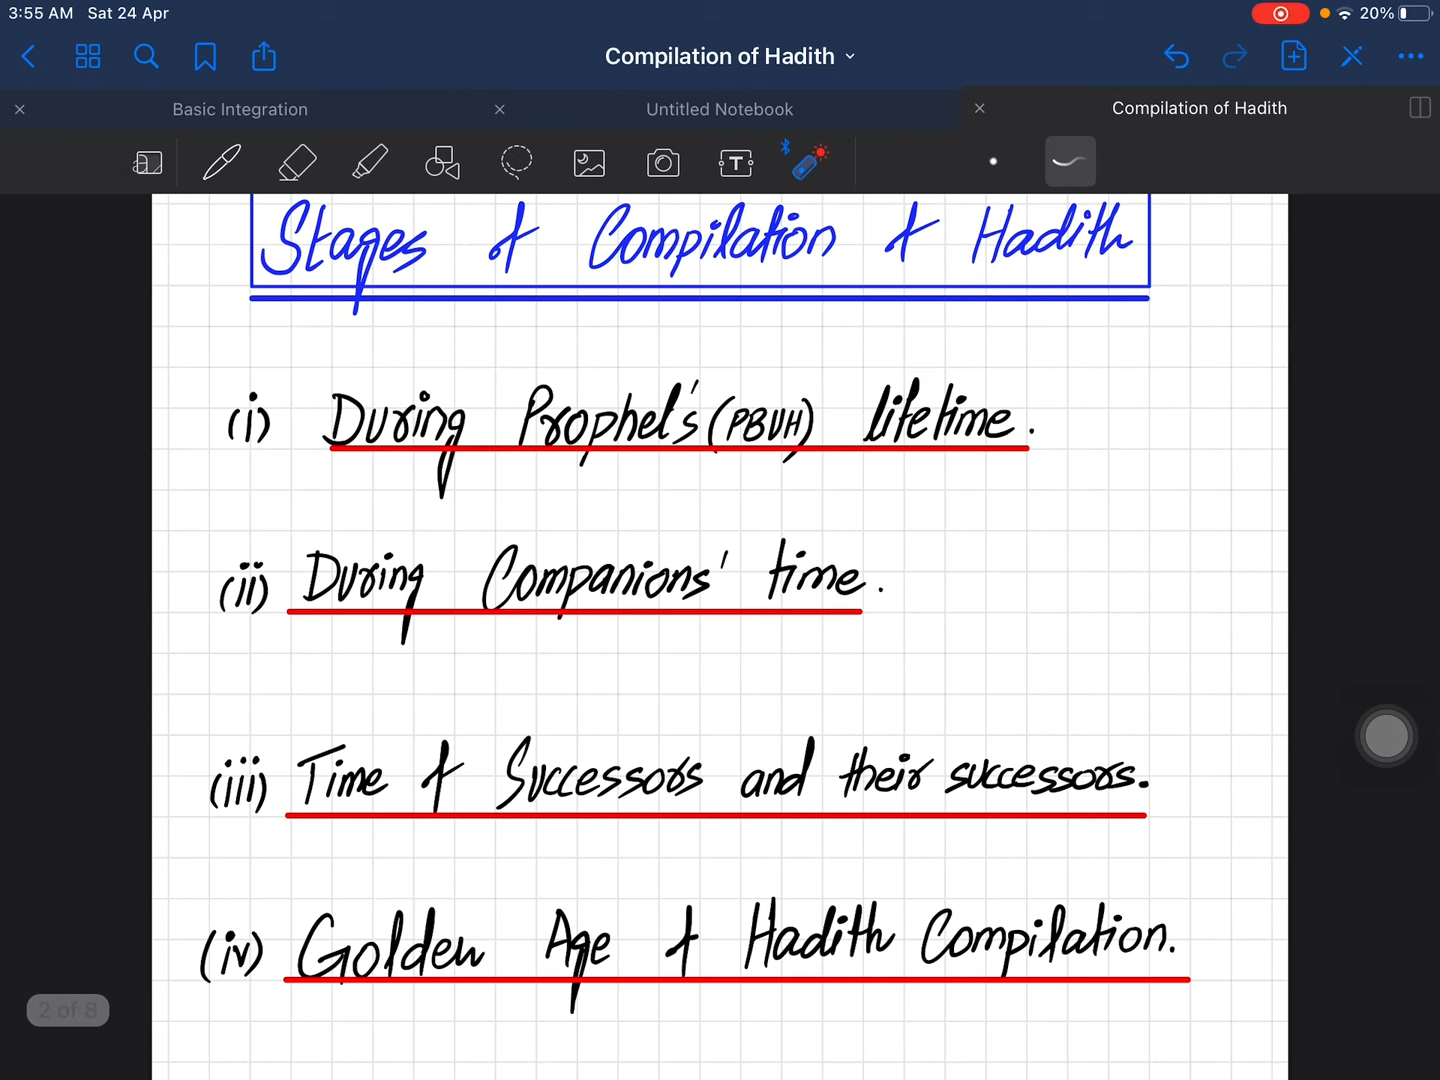 3:55 AM Sat 24 Apr 20%
Compilation of Hadith
Basic Integration Untitled Notebook Compilation of Hadith
T
Stages of Compilation of Hadith
(i) During Prophet's (PBUH) lifetime.
(ii) During Companions' time.
(iii) Time of Successors and their successors.
(iv) Golden Age of Hadith Compilation.
2 of 8